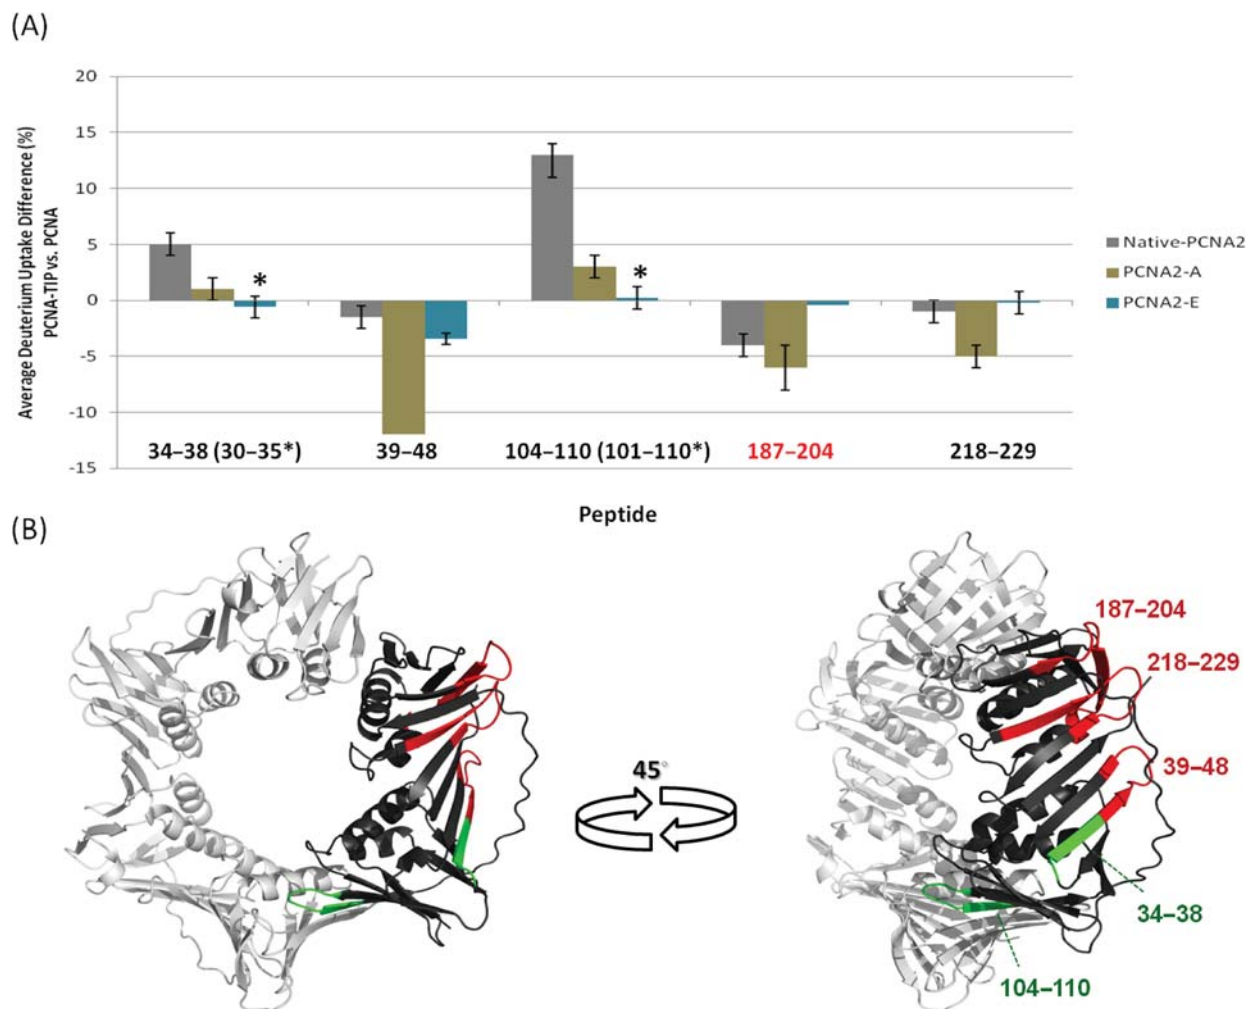 (A)
20
15
10
5
0
-5
-10
-15
Average Deuterium Uptake Difference (%)
PCNA-TIP vs. PCNA
*
*
Native-PCNA2
PCNA2-A
PCNA2-E
34–38 (30–35*)
39–48
104–110 (101–110*)
187–204
218–229
Peptide
(B)
45°
187–204
218–229
39–48
34–38
104–110